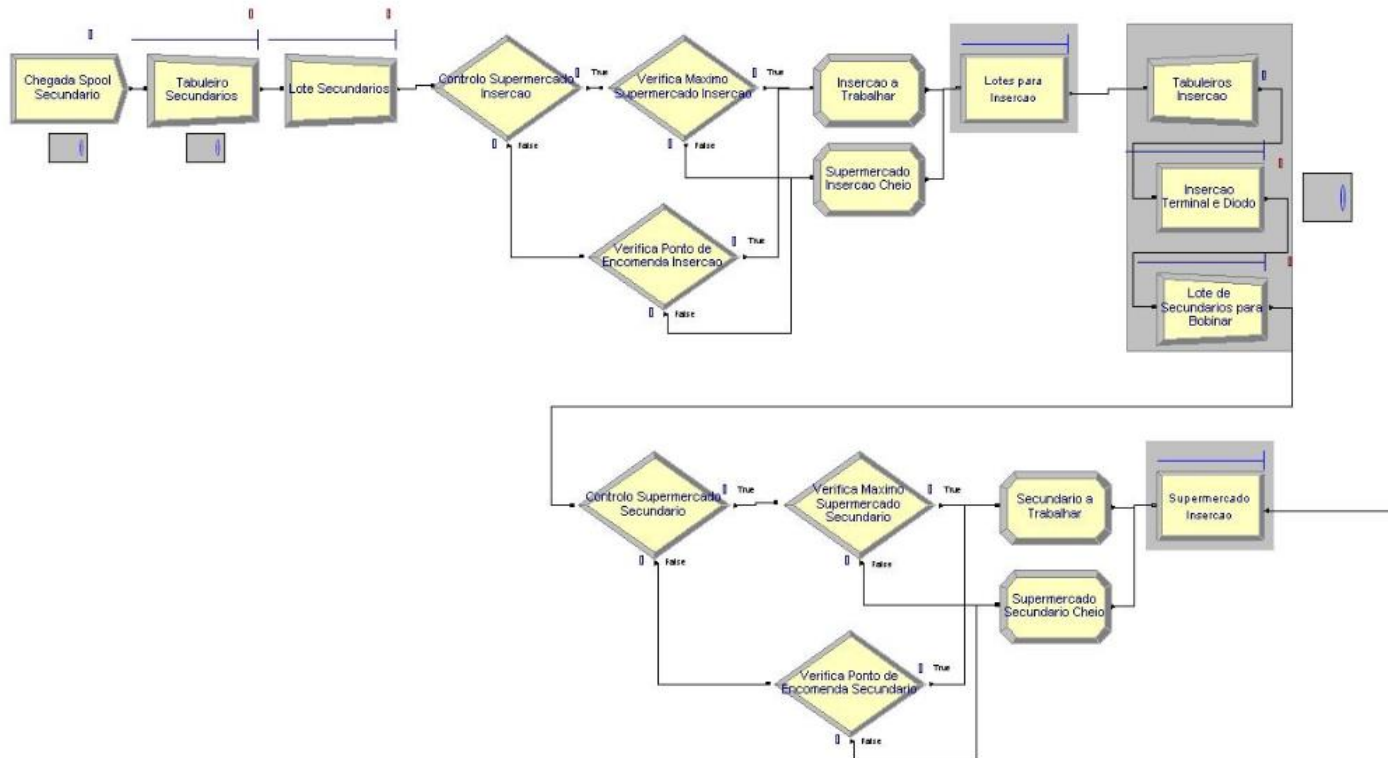 Chegada Spool
Secundario
Tabuleiro
Secundarios
Lote Secundarios
Controlo Supermercado
Insercao
True
False
Verifica Maximo
Supermercado Insercao
True
False
Verifica Ponto de
Encomenda Insercao
True
False
Insercao a
Trabalhar
Supermercado
Insercao Cheio
Lotes para
Insercao
Tabuleiros
Insercao
Insercao
Terminal e Diodo
Lote de
Secundarios para
Bobinar
Controlo Supermercado
Secundario
True
False
Verifica Maximo
Supermercado
Secundario
True
False
Verifica Ponto de
Encomenda Secundario
True
False
Secundário a
Trabalhar
Supermercado
Secundario Cheio
Supermercado
Insercao